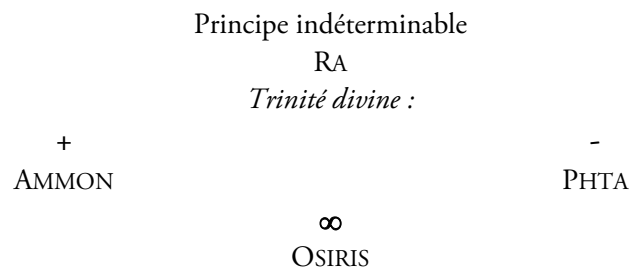 Principe indéterminable
RA
Trinité divine :
+ -
AMMON PHTA
∞
OSIRIS